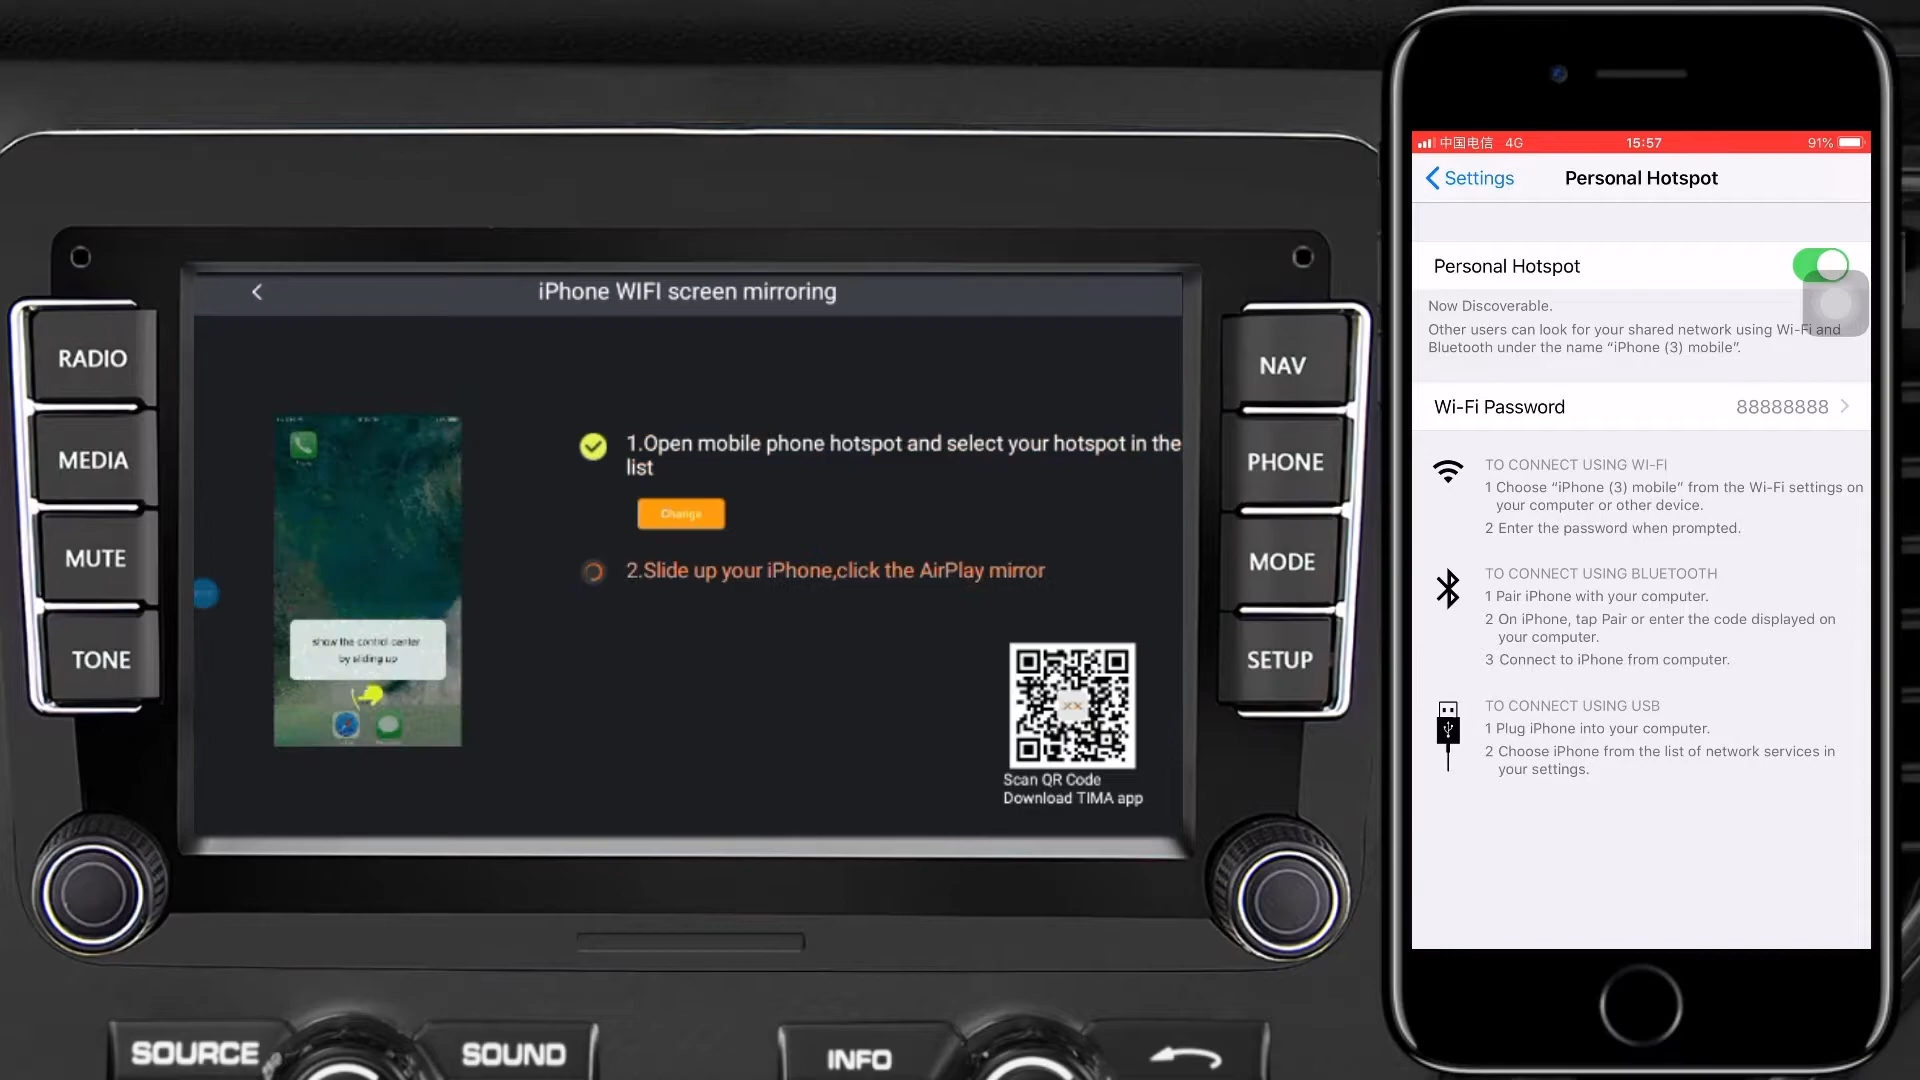 iPhone WIFI screen mirroring
RADIO
MEDIA
MUTE
TONE
1.Open mobile phone hotspot and select your hotspot in the
list
Change
2.Slide up your iPhone,click the AirPlay mirror
show the control center
by sliding up
Scan QR Code
Download TIMA app
NAV
PHONE
MODE
SETUP
SOURCE
SOUND
INFO
中国电信 4G 15:57 91%
Settings Personal Hotspot
Personal Hotspot
Now Discoverable.
Other users can look for your shared network using Wi-Fi and
Bluetooth under the name “iPhone (3) mobile”.
Wi-Fi Password 88888888
TO CONNECT USING WI-FI
1 Choose “iPhone (3) mobile” from the Wi-Fi settings on
your computer or other device.
2 Enter the password when prompted.
TO CONNECT USING BLUETOOTH
1 Pair iPhone with your computer.
2 On iPhone, tap Pair or enter the code displayed on
your computer.
3 Connect to iPhone from computer.
TO CONNECT USING USB
1 Plug iPhone into your computer.
2 Choose iPhone from the list of network services in
your settings.